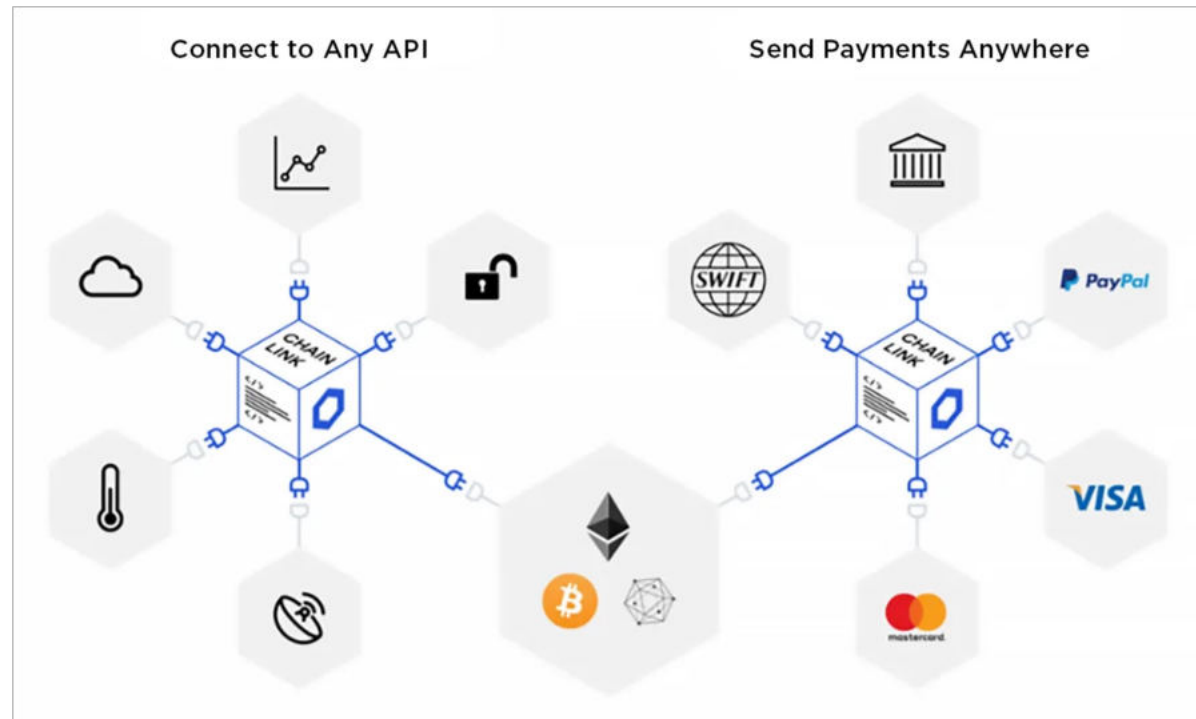 Connect to Any API
Send Payments Anywhere
SWIFT
PayPal
CHAIN
LINK
</>
</>
CHAIN
LINK
</>
</>
VISA
mastercard.